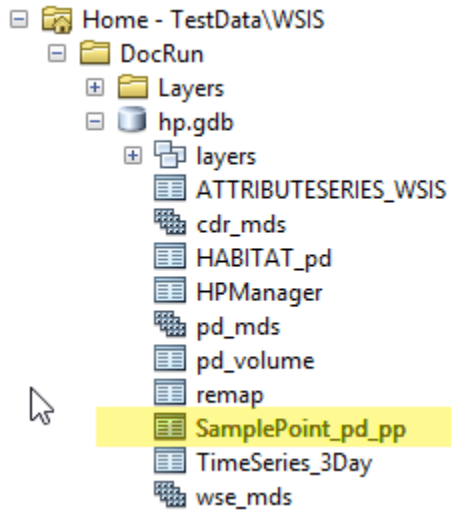 Home - TestData\WSIS
DocRun
Layers
hp.gdb
layers
ATTRIBUTESERIES_WSIS
cdr_mds
HABITAT_pd
HPManager
pd_mds
pd_volume
remap
SamplePoint_pd_pp
TimeSeries_3Day
wse_mds